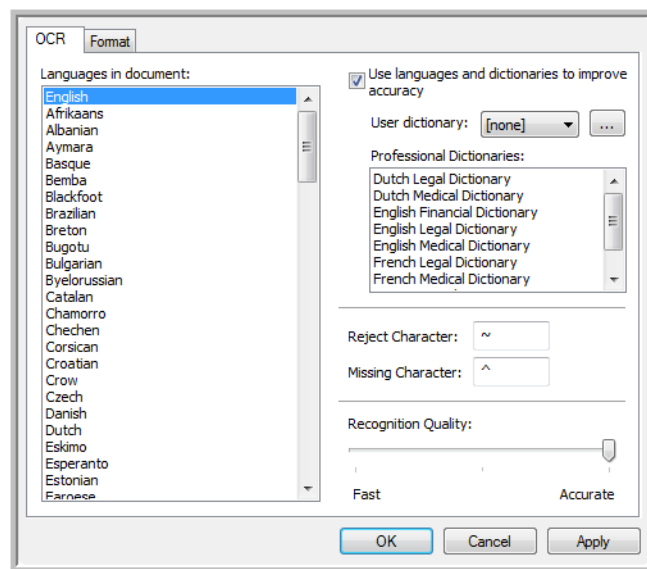 OCR
Format
Languages in document:
English
Afrikaans
Albanian
Aymara
Basque
Bemba
Blackfoot
Brazilian
Breton
Bugotu
Bulgarian
Byelorussian
Catalan
Chamorro
Chechen
Corsican
Croatian
Crow
Czech
Danish
Dutch
Eskimo
Esperanto
Estonian
Faroese
Use languages and dictionaries to improve
accuracy
User dictionary: [none] ...
Professional Dictionaries:
Dutch Legal Dictionary
Dutch Medical Dictionary
English Financial Dictionary
English Legal Dictionary
English Medical Dictionary
French Legal Dictionary
French Medical Dictionary
Reject Character: ~
Missing Character: ^
Recognition Quality:
Fast Accurate
OK Cancel Apply